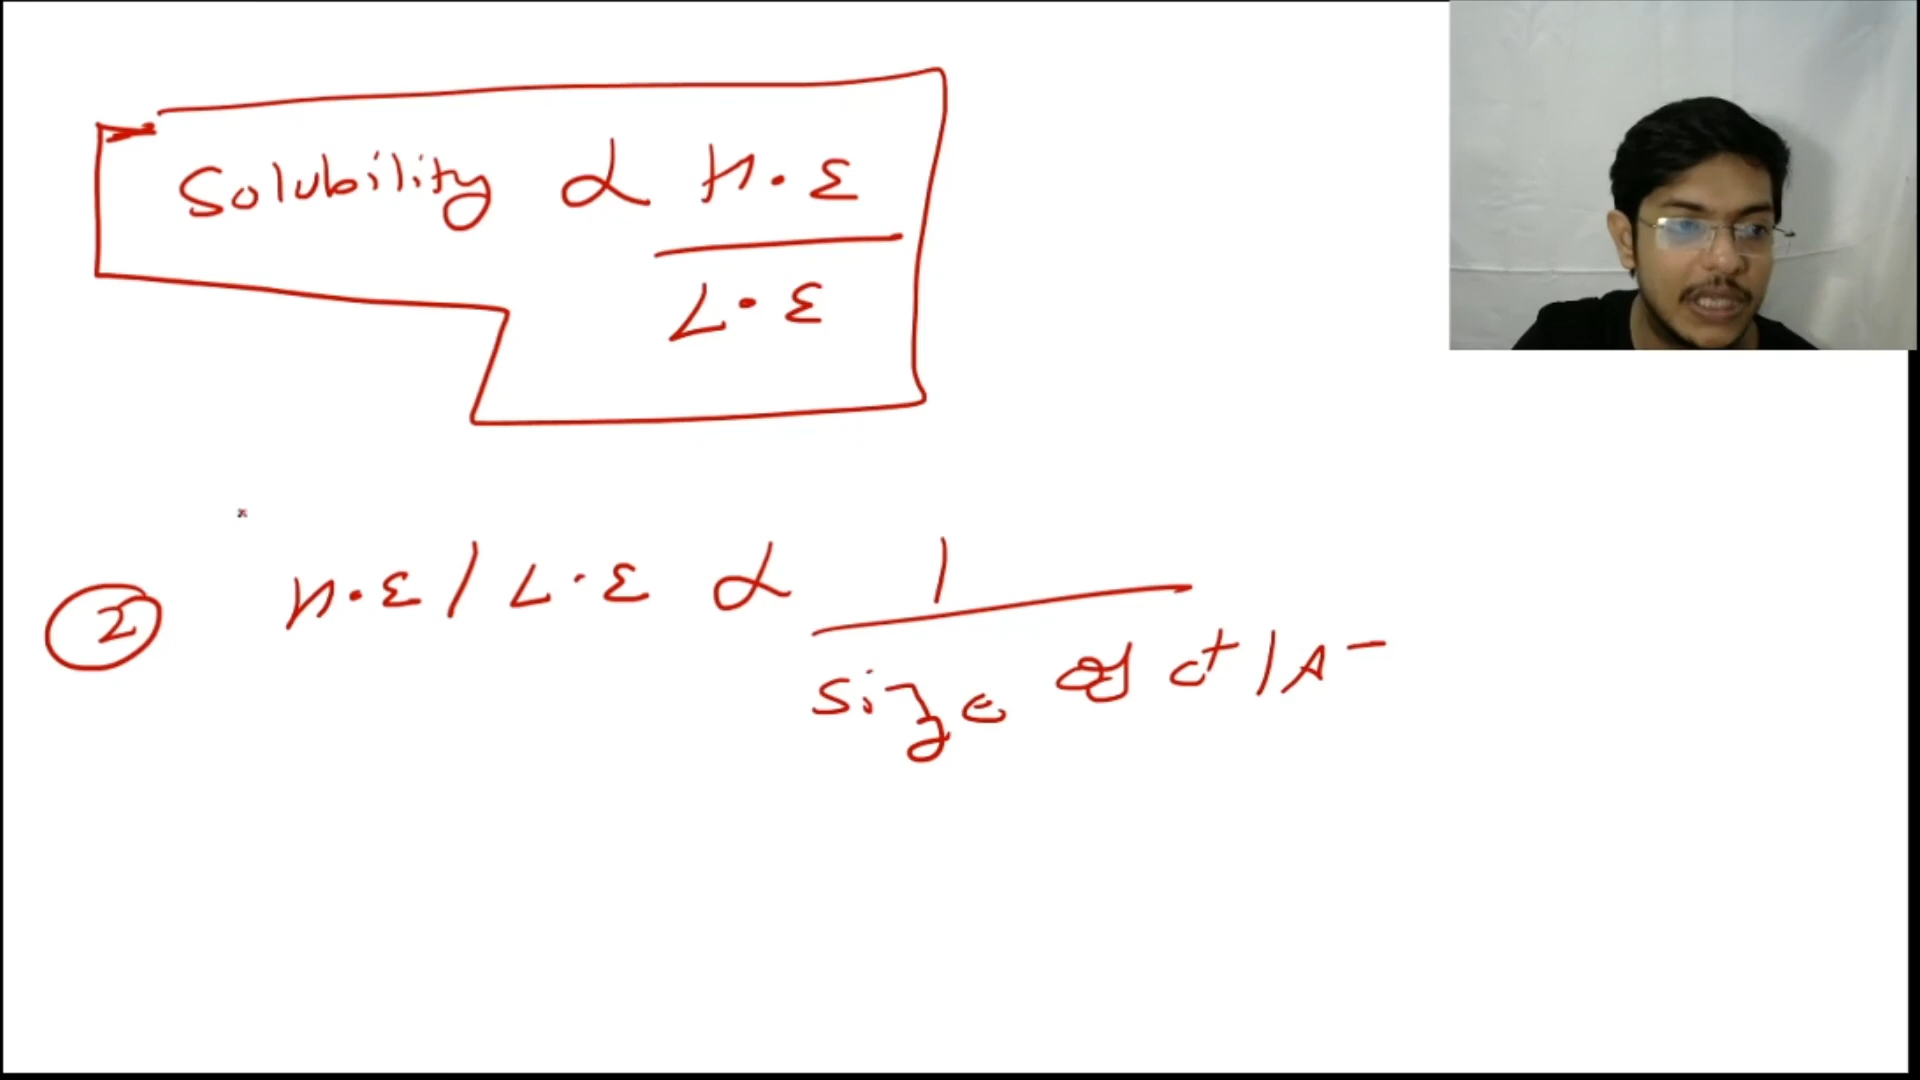 Solubility α H.E
L.E
② H.E / L.E α 1
size of c⁺ / A⁻